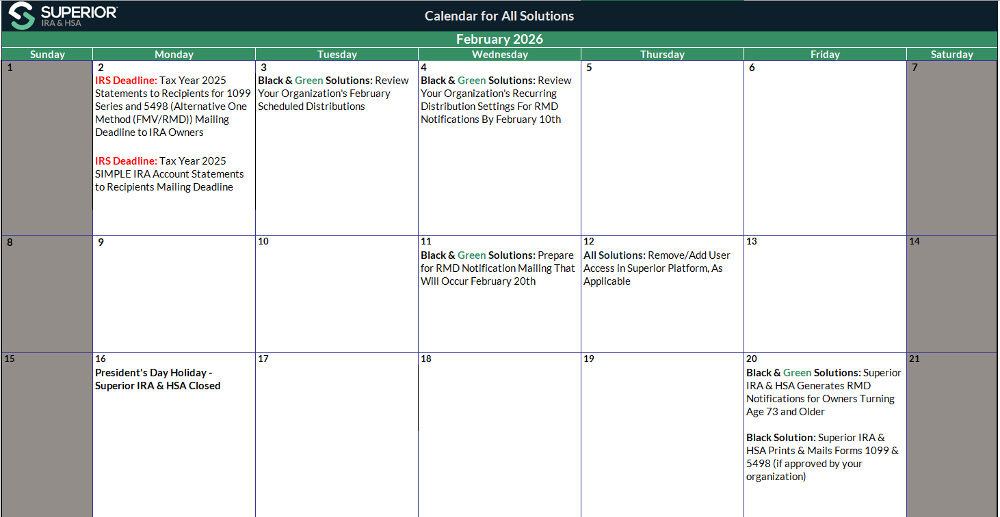 SUPERIOR
IRA & HSA
Calendar for All Solutions
February 2026
Sunday
Monday
Tuesday
Wednesday
Thursday
Friday
Saturday
1
2
IRS Deadline: Tax Year 2025
Statements to Recipients for 1099
Series and 5498 (Alternative One
Method (FMV/RMD)) Mailing
Deadline to IRA Owners
IRS Deadline: Tax Year 2025
SIMPLE IRA Account Statements
to Recipients Mailing Deadline
3
Black & Green Solutions: Review
Your Organization's February
Scheduled Distributions
4
Black & Green Solutions: Review
Your Organization's Recurring
Distribution Settings For RMD
Notifications By February 10th
5
6
7
8
9
10
11
Black & Green Solutions: Prepare
for RMD Notification Mailing That
Will Occur February 20th
12
All Solutions: Remove/Add User
Access in Superior Platform, As
Applicable
13
14
15
16
President's Day Holiday -
Superior IRA & HSA Closed
17
18
19
20
Black & Green Solutions: Superior
IRA & HSA Generates RMD
Notifications for Owners Turning
Age 73 and Older
Black Solution: Superior IRA &
HSA Prints & Mails Forms 1099 &
5498 (if approved by your
organization)
21